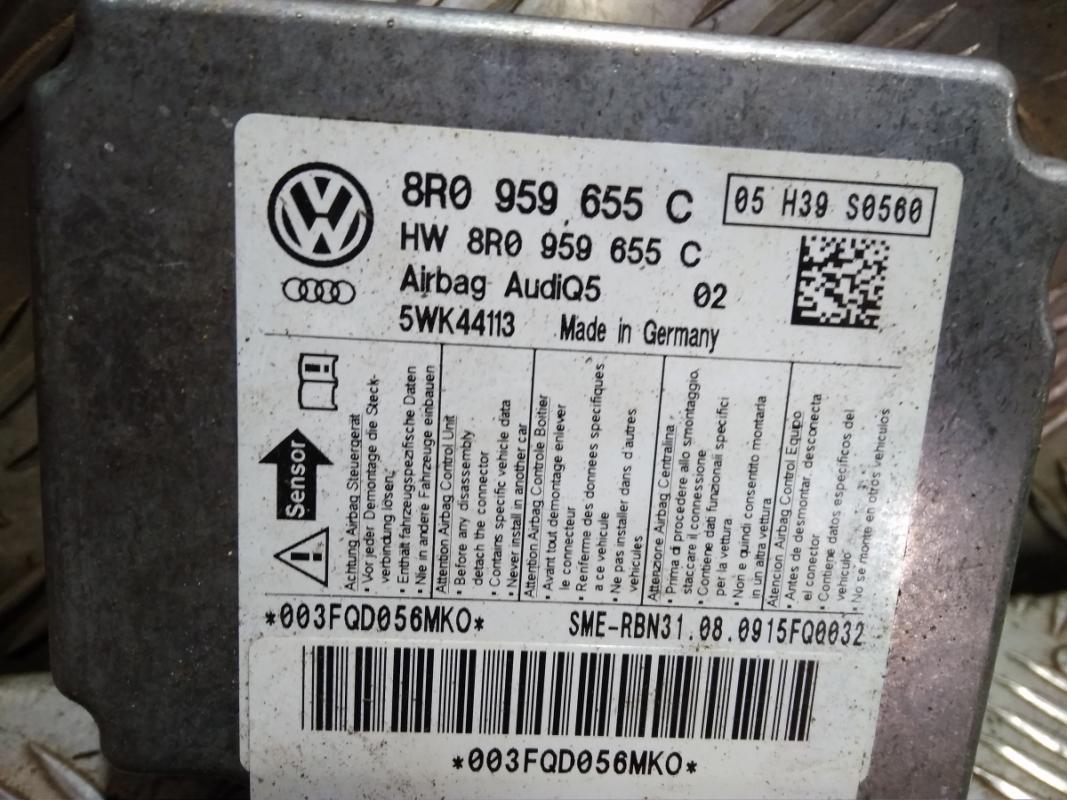 8R0 959 655 C
05 H39 S0560
HW 8R0 959 655 C
Airbag AudiQ5 02
5WK44113 Made in Germany
Sensor
Achtung Airbag Steuergerät
• Vor jeder Demontage die Steck-
verbindung lösen.
• Enthält fahrzeugspezifische Daten
• Nie in andere Fahrzeuge einbauen
Attention Airbag Control Unit
• Before any disassembly
detach the connector
• Contains specific vehicle data
• Never install in another car
Attention Airbag Controle Boitier
• Avant tout demontage enlever
le connecteur
• Renferme des données specifiques
a ce vehicule
• Ne pas installer dans d'autres
vehicules
Attenzione Airbag Centralina
• Prima di procedere allo smontaggio,
staccare il connessione
• Contiene dati funzionali specifici
per la vettura
• Non e quindi consentito montarla
in un altra vettura
Atencion Airbag Control Equipo
• Antes de desmontar, desconecta
el conector
• Contiene datos especificos del
vehiculo
• No se monte en otros vehiculos
*003FQD056MKO*
SME-RBN31.08.0915FQ0032
*003FQD056MKO*